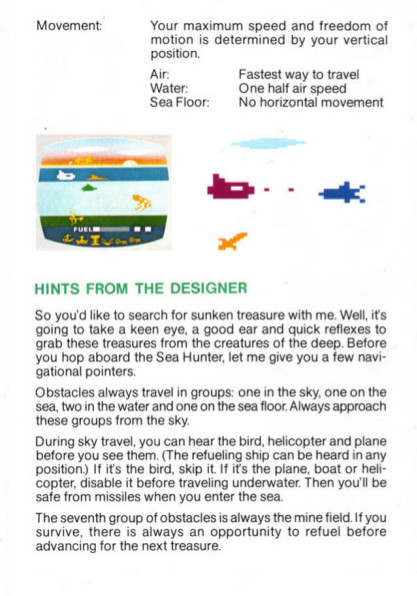 Movement: Your maximum speed and freedom of
motion is determined by your vertical
position.
Air: Fastest way to travel
Water: One half air speed
Sea Floor: No horizontal movement
FUEL
HINTS FROM THE DESIGNER
So you'd like to search for sunken treasure with me. Well, it's
going to take a keen eye, a good ear and quick reflexes to
grab these treasures from the creatures of the deep. Before
you hop aboard the Sea Hunter, let me give you a few navi-
gational pointers.
Obstacles always travel in groups: one in the sky, one on the
sea, two in the water and one on the sea floor. Always approach
these groups from the sky.
During sky travel, you can hear the bird, helicopter and plane
before you see them. (The refueling ship can be heard in any
position.) If it's the bird, skip it. If it's the plane, boat or heli-
copter, disable it before traveling underwater. Then you'll be
safe from missiles when you enter the sea.
The seventh group of obstacles is always the mine field. If you
survive, there is always an opportunity to refuel before
advancing for the next treasure.